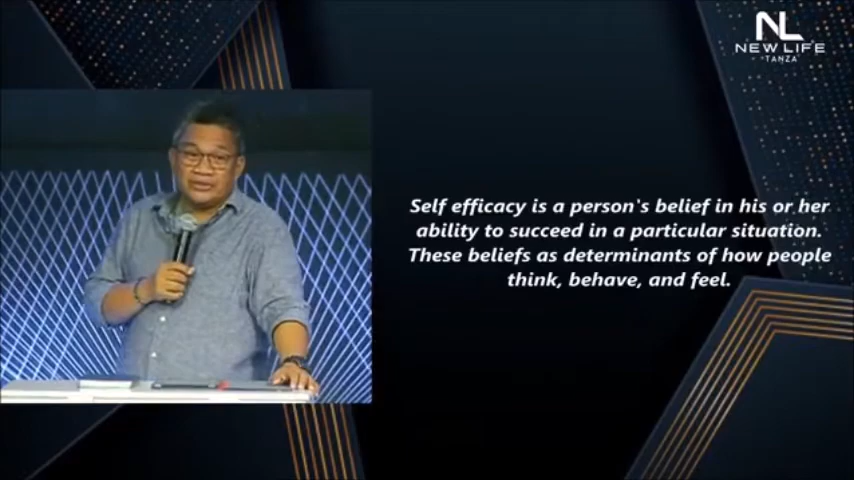 NL
NEW LIFE
TANZA
Self efficacy is a person's belief in his or her
ability to succeed in a particular situation.
These beliefs as determinants of how people
think, behave, and feel.